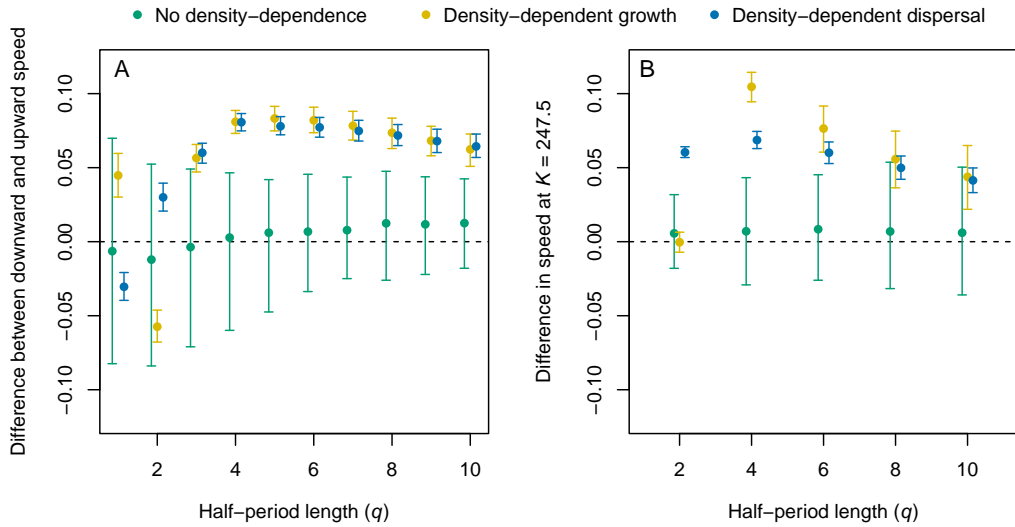 No density−dependence
Density−dependent growth
Density−dependent dispersal
A
Difference between downward and upward speed
0.10
0.05
0.00
−0.05
−0.10
2
4
6
8
10
Half−period length (q)
B
Difference in speed at K = 247.5
0.10
0.05
0.00
−0.05
−0.10
2
4
6
8
10
Half−period length (q)